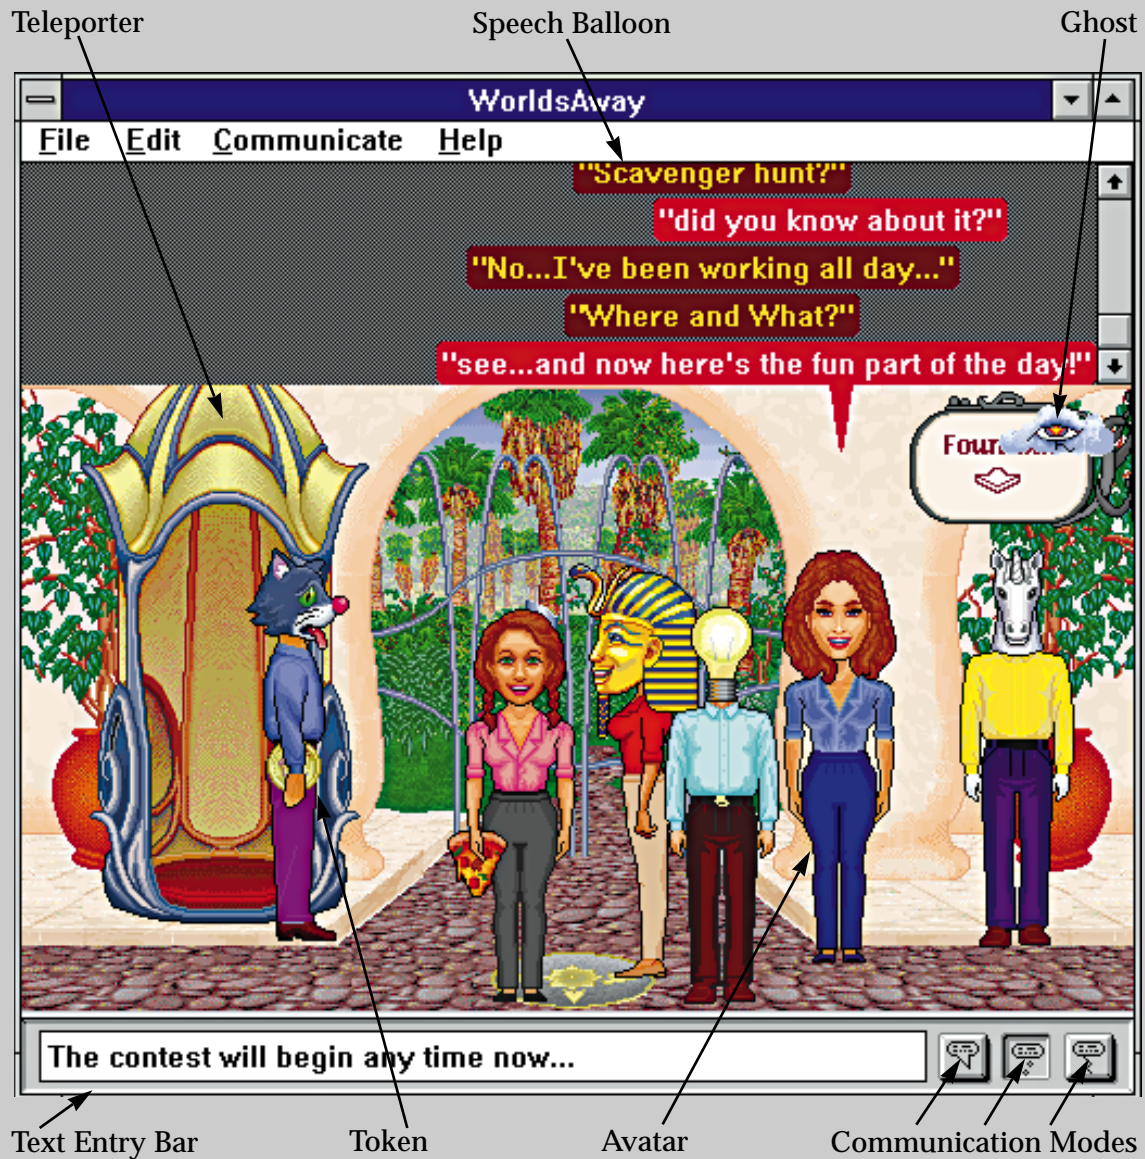 Teleporter Speech Balloon Ghost
WorldsAway
File Edit Communicate Help
"Scavenger hunt?"
"did you know about it?"
"No...I've been working all day..."
"Where and What?"
"see...and now here's the fun part of the day!"
The contest will begin any time now...
Text Entry Bar Token Avatar Communication Modes